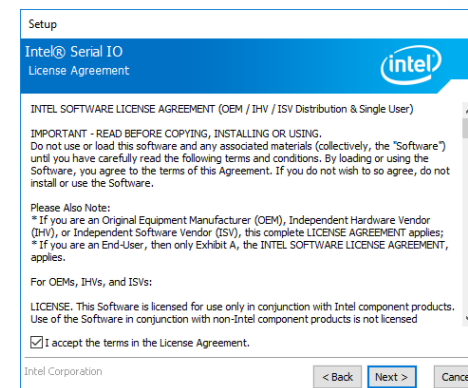 Setup
Intel® Serial IO
License Agreement
intel
INTEL SOFTWARE LICENSE AGREEMENT (OEM / IHV / ISV Distribution & Single User)
IMPORTANT - READ BEFORE COPYING, INSTALLING OR USING.
Do not use or load this software and any associated materials (collectively, the "Software")
until you have carefully read the following terms and conditions. By loading or using the
Software, you agree to the terms of this Agreement. If you do not wish to so agree, do not
install or use the Software.
Please Also Note:
* If you are an Original Equipment Manufacturer (OEM), Independent Hardware Vendor
(IHV), or Independent Software Vendor (ISV), this complete LICENSE AGREEMENT applies;
* If you are an End-User, then only Exhibit A, the INTEL SOFTWARE LICENSE AGREEMENT,
applies.
For OEMs, IHVs, and ISVs:
LICENSE. This Software is licensed for use only in conjunction with Intel component products.
Use of the Software in conjunction with non-Intel component products is not licensed
I accept the terms in the License Agreement.
Intel Corporation
< Back Next > Cance